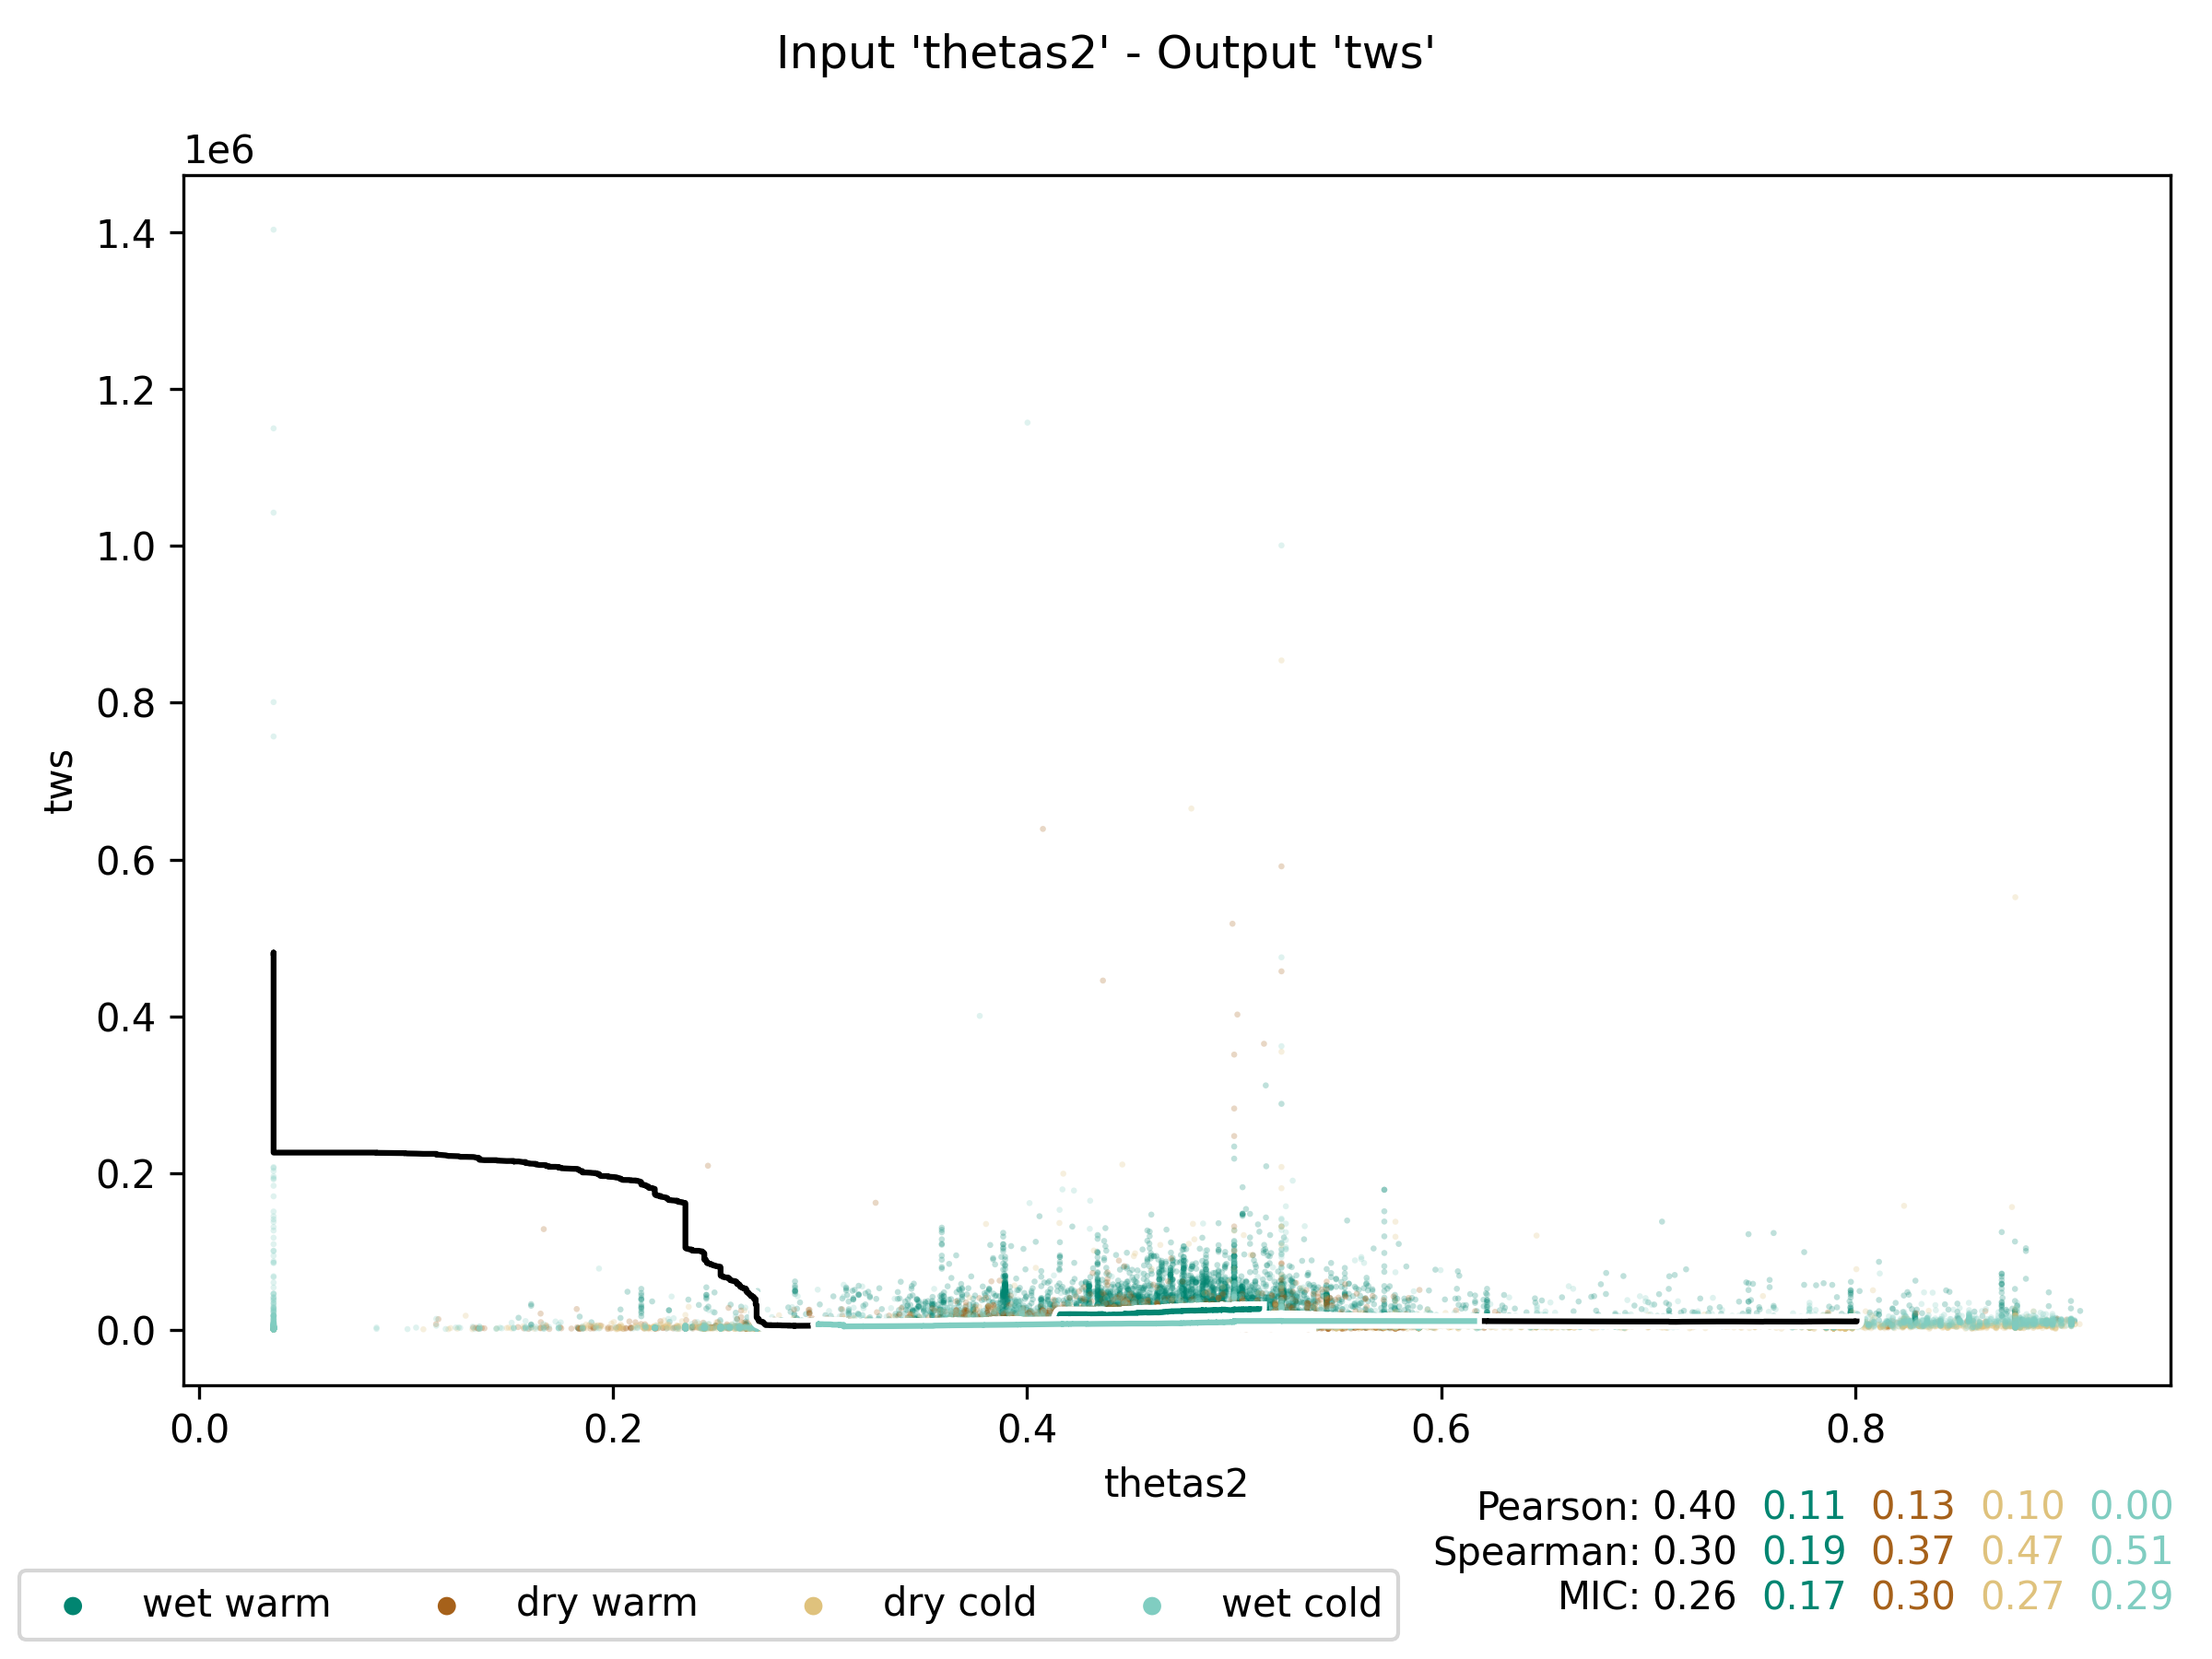 Input 'thetas2' - Output 'tws'
1e6
1.4
1.2
1.0
0.8
0.6
0.4
0.2
0.0
tws
0.0 0.2 0.4 0.6 0.8
thetas2
Pearson: 0.40 0.11 0.13 0.10 0.00
Spearman: 0.30 0.19 0.37 0.47 0.51
MIC: 0.26 0.17 0.30 0.27 0.29
wet warm dry warm dry cold wet cold